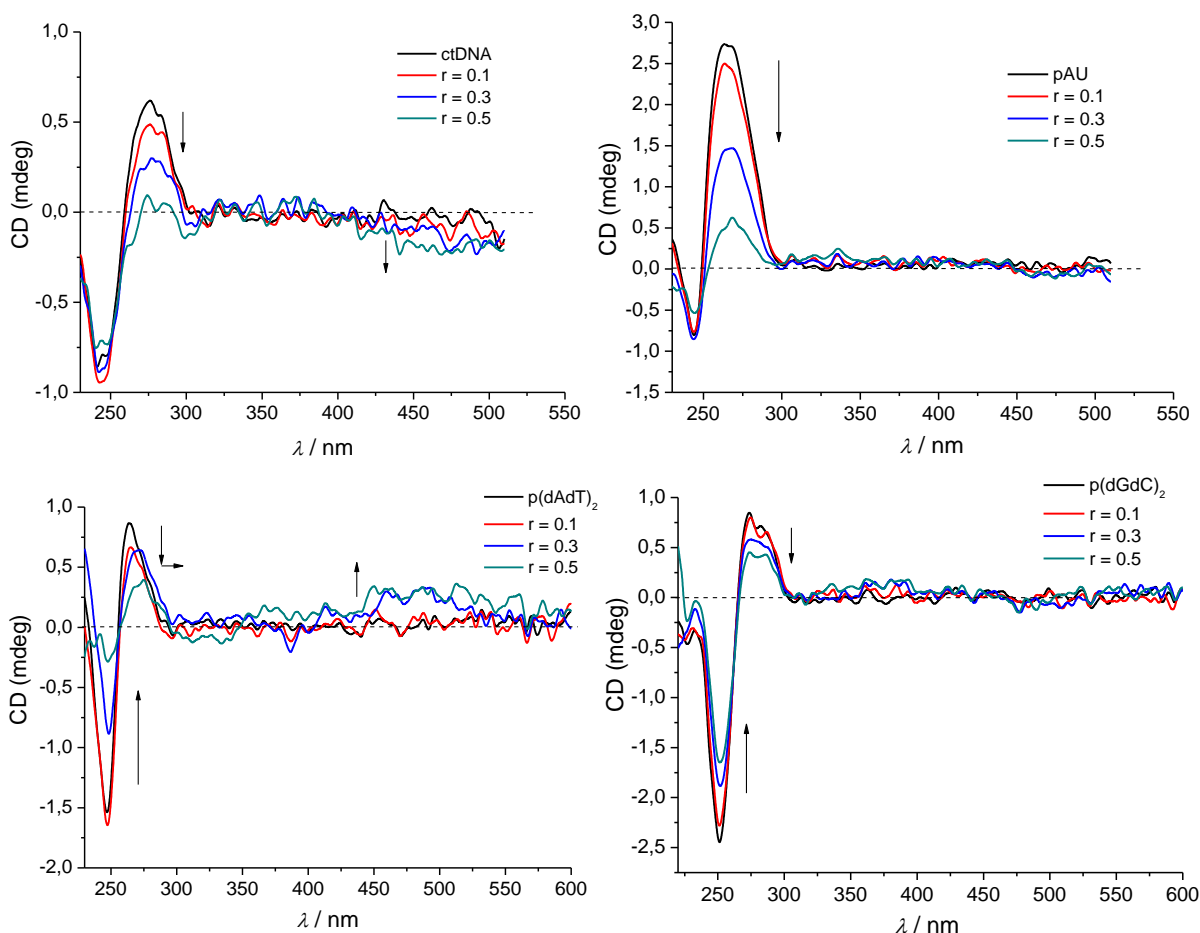 1,0
0,5
0,0
-0,5
-1,0
CD (mdeg)
ctDNA
r = 0.1
r = 0.3
r = 0.5
250 300 350 400 450 500 550
λ / nm
3,0
2,5
2,0
1,5
1,0
0,5
0,0
-0,5
-1,0
-1,5
CD (mdeg)
pAU
r = 0.1
r = 0.3
r = 0.5
250 300 350 400 450 500 550
λ / nm
1,0
0,5
0,0
-0,5
-1,0
-1,5
-2,0
CD (mdeg)
p(dAdT)2
r = 0.1
r = 0.3
r = 0.5
250 300 350 400 450 500 550 600
λ / nm
1,0
0,5
0,0
-0,5
-1,0
-1,5
-2,0
-2,5
CD (mdeg)
p(dGdC)2
r = 0.1
r = 0.3
r = 0.5
250 300 350 400 450 500 550 600
λ / nm